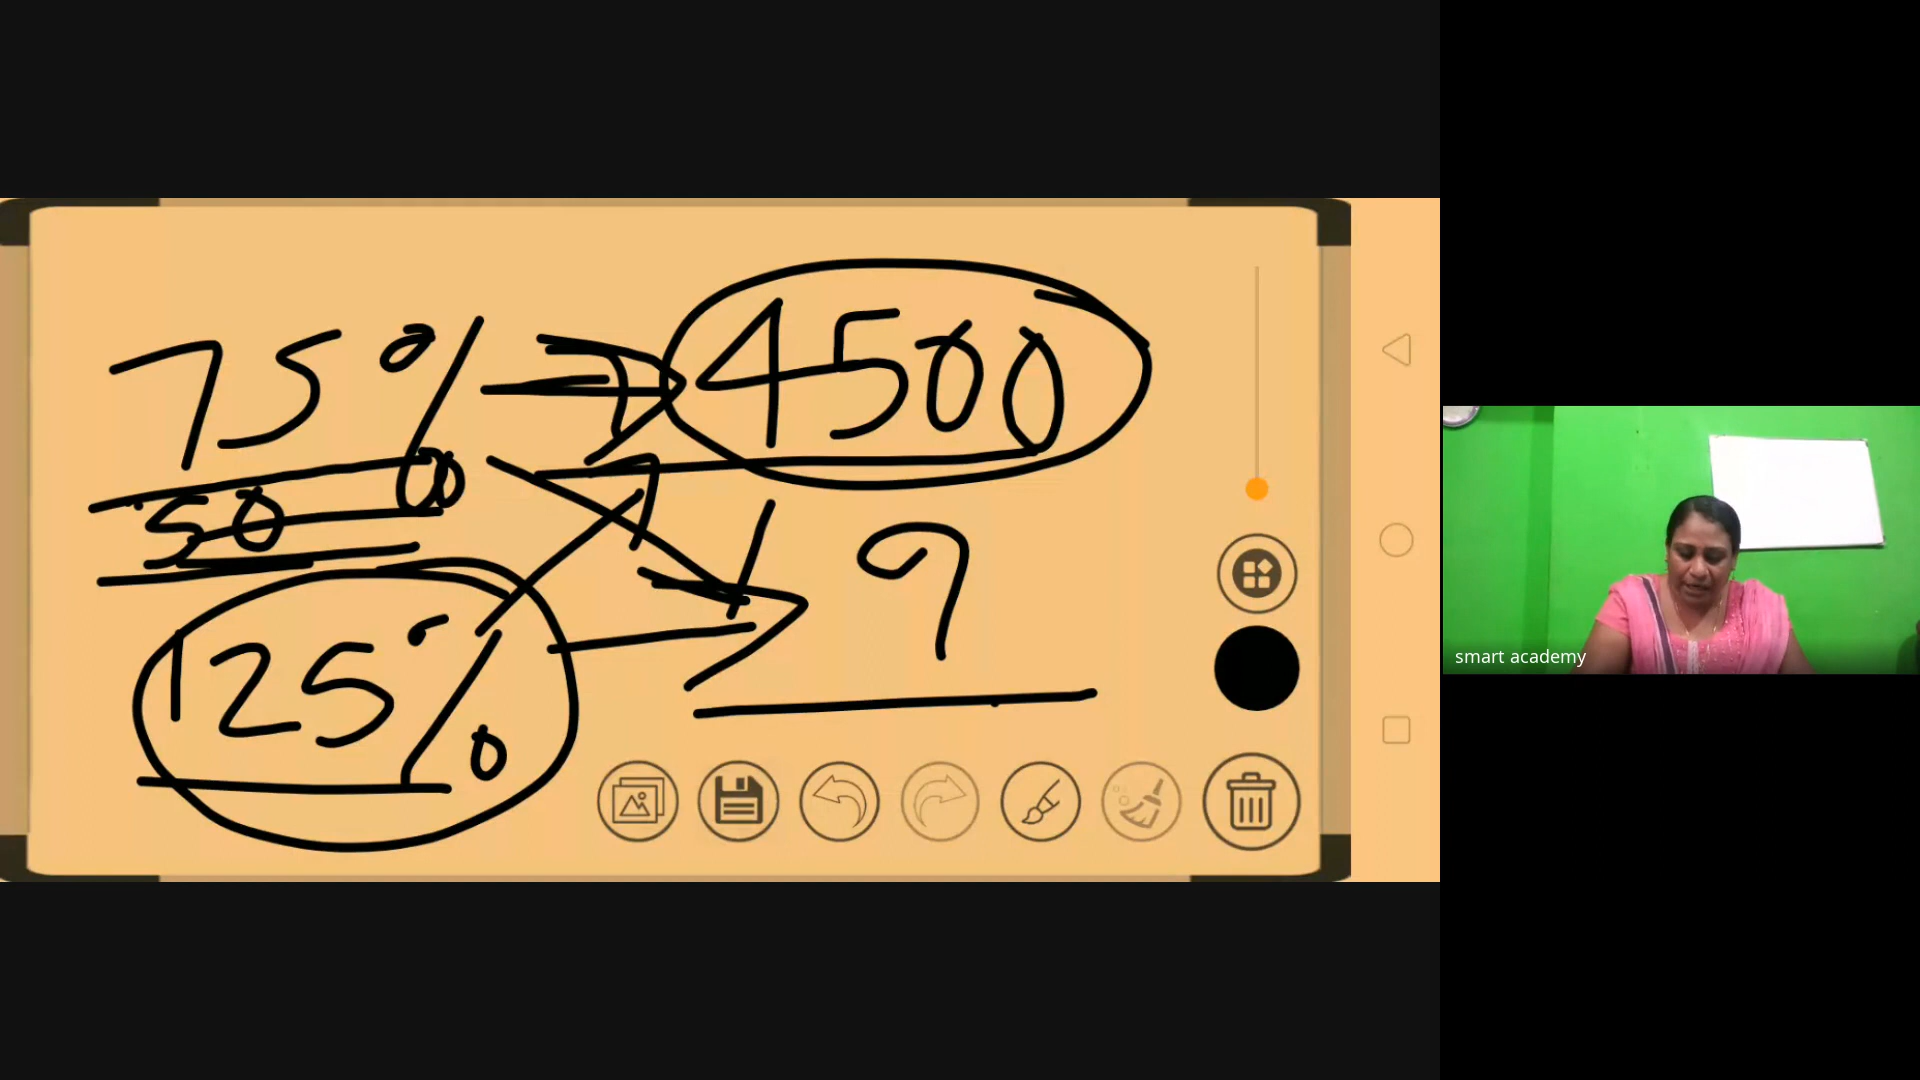 75% → 4500
50
125% → ?
smart academy